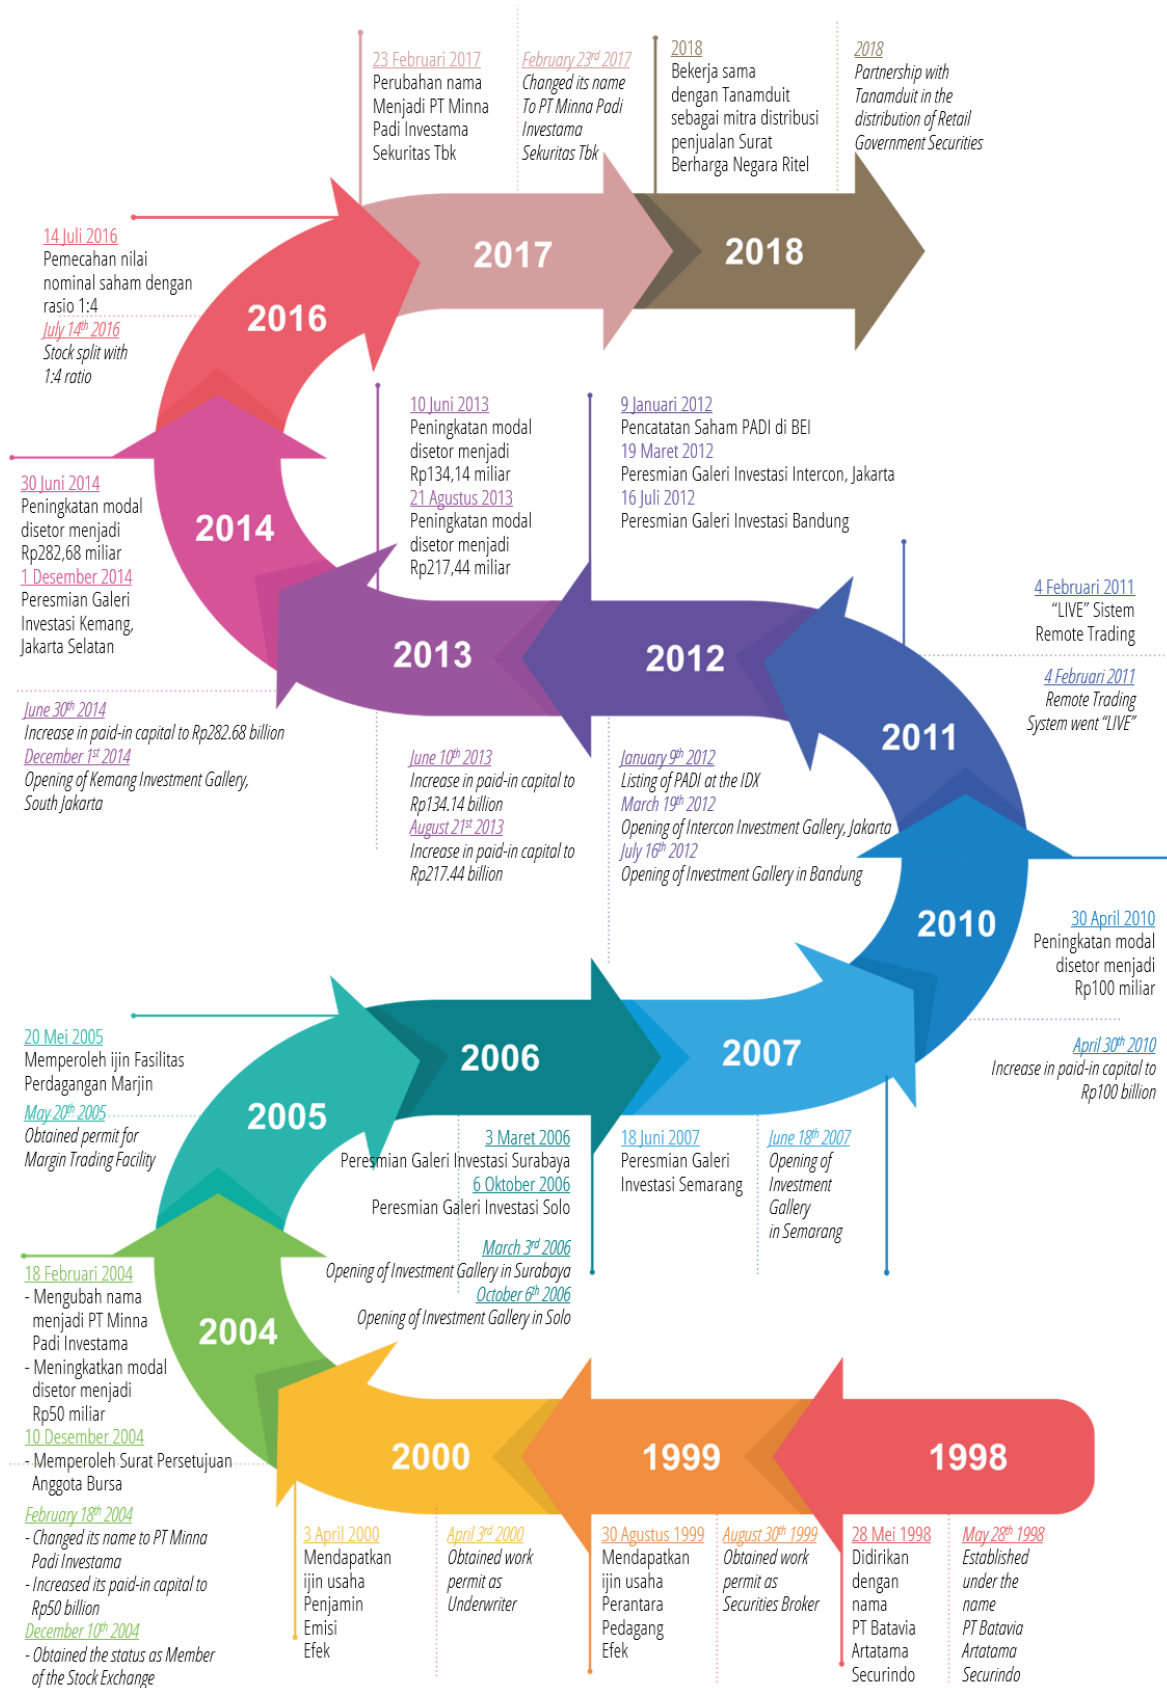 23 Februari 2017
Perubahan nama
Menjadi PT Minna
Padi Investama
Sekuritas Tbk
February 23rd 2017
Changed its name
To PT Minna Padi
Investama
Sekuritas Tbk
2018
Bekerja sama
dengan Tanamduit
sebagai mitra distribusi
penjualan Surat
Berharga Negara Ritel
2018
Partnership with
Tanamduit in the
distribution of Retail
Government Securities
2017
2018
14 Juli 2016
Pemecahan nilai
nominal saham dengan
rasio 1:4
July 14th 2016
Stock split with
1:4 ratio
2016
10 Juni 2013
Peningkatan modal
disetor menjadi
Rp134,14 miliar
21 Agustus 2013
Peningkatan modal
disetor menjadi
Rp217,44 miliar
9 Januari 2012
Pencatatan Saham PADI di BEI
19 Maret 2012
Peresmian Galeri Investasi Intercon, Jakarta
16 Juli 2012
Peresmian Galeri Investasi Bandung
30 Juni 2014
Peningkatan modal
disetor menjadi
Rp282,68 miliar
1 Desember 2014
Peresmian Galeri
Investasi Kemang,
Jakarta Selatan
2014
4 Februari 2011
“LIVE” Sistem
Remote Trading
4 Februari 2011
Remote Trading
System went “LIVE”
2013
2012
2011
June 30th 2014
Increase in paid-in capital to Rp282.68 billion
December 1st 2014
Opening of Kemang Investment Gallery,
South Jakarta
June 10th 2013
Increase in paid-in capital to
Rp134.14 billion
August 21st 2013
Increase in paid-in capital to
Rp217.44 billion
January 9th 2012
Listing of PADI at the IDX
March 19th 2012
Opening of Intercon Investment Gallery, Jakarta
July 16th 2012
Opening of Investment Gallery in Bandung
2010
30 April 2010
Peningkatan modal
disetor menjadi
Rp100 miliar
April 30th 2010
Increase in paid-in capital to
Rp100 billion
20 Mei 2005
Memperoleh ijin Fasilitas
Perdagangan Marjin
May 20th 2005
Obtained permit for
Margin Trading Facility
2005
2006
2007
3 Maret 2006
Peresmian Galeri Investasi Surabaya
6 Oktober 2006
Peresmian Galeri Investasi Solo
March 3rd 2006
Opening of Investment Gallery in Surabaya
October 6th 2006
Opening of Investment Gallery in Solo
18 Juni 2007
Peresmian Galeri
Investasi Semarang
June 18th 2007
Opening of
Investment
Gallery
in Semarang
18 Februari 2004
- Mengubah nama
menjadi PT Minna
Padi Investama
- Meningkatkan modal
disetor menjadi
Rp50 miliar
10 Desember 2004
- Memperoleh Surat Persetujuan
Anggota Bursa
February 18th 2004
- Changed its name to PT Minna
Padi Investama
- Increased its paid-in capital to
Rp50 billion
December 10th 2004
- Obtained the status as Member
of the Stock Exchange
2004
2000
1999
1998
3 April 2000
Mendapatkan
ijin usaha
Penjamin
Emisi
Efek
April 3rd 2000
Obtained work
permit as
Underwriter
30 Agustus 1999
Mendapatkan
ijin usaha
Perantara
Pedagang
Efek
August 30th 1999
Obtained work
permit as
Securities Broker
28 Mei 1998
Didirikan
dengan
nama
PT Batavia
Artatama
Securindo
May 28th 1998
Established
under the
name
PT Batavia
Artatama
Securindo